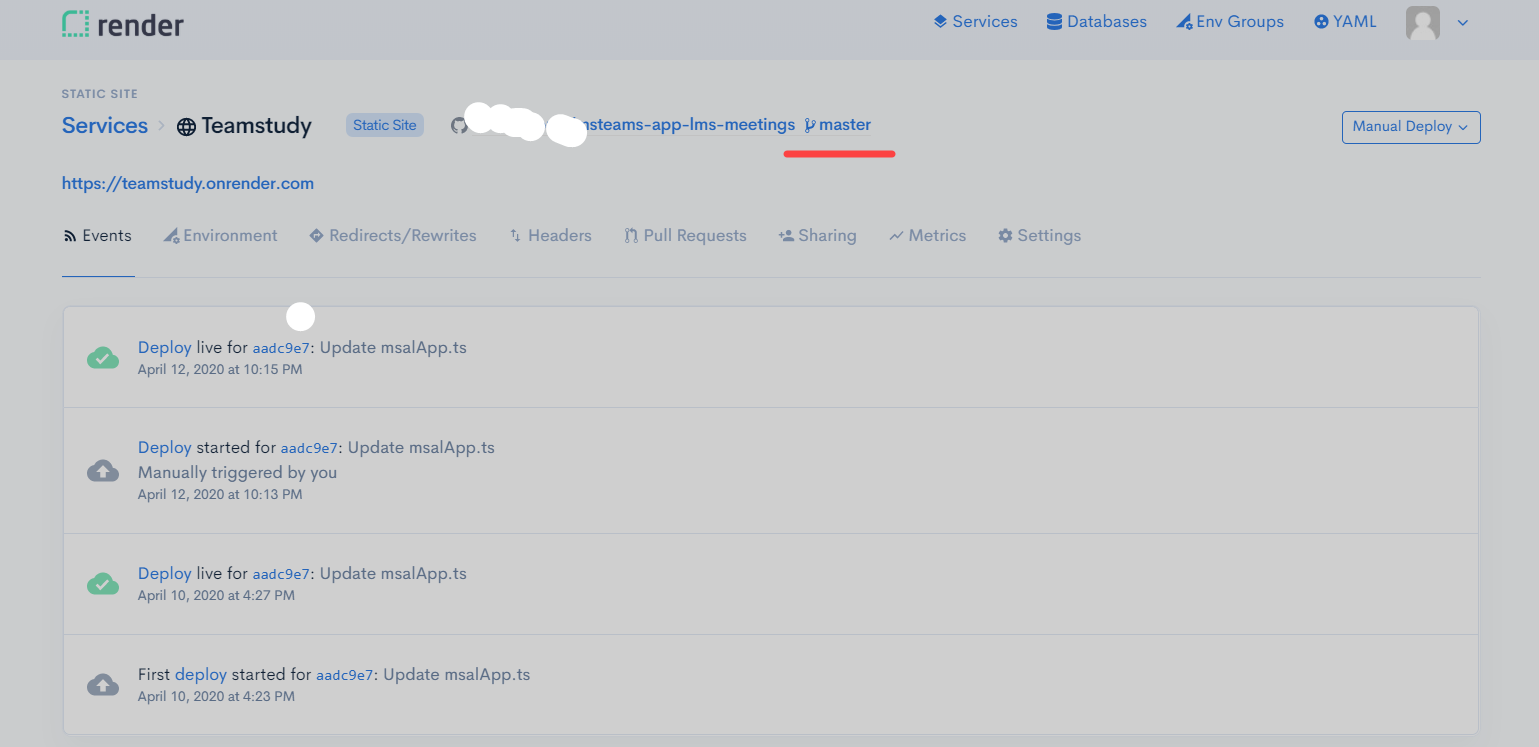 render
Services Databases Env Groups YAML
STATIC SITE
Services > Teamstudy Static Site msteams-app-lms-meetings master
Manual Deploy
https://teamstudy.onrender.com
Events Environment Redirects/Rewrites Headers Pull Requests Sharing Metrics Settings
Deploy live for aadc9e7: Update msalApp.ts
April 12, 2020 at 10:15 PM
Deploy started for aadc9e7: Update msalApp.ts
Manually triggered by you
April 12, 2020 at 10:13 PM
Deploy live for aadc9e7: Update msalApp.ts
April 10, 2020 at 4:27 PM
First deploy started for aadc9e7: Update msalApp.ts
April 10, 2020 at 4:23 PM